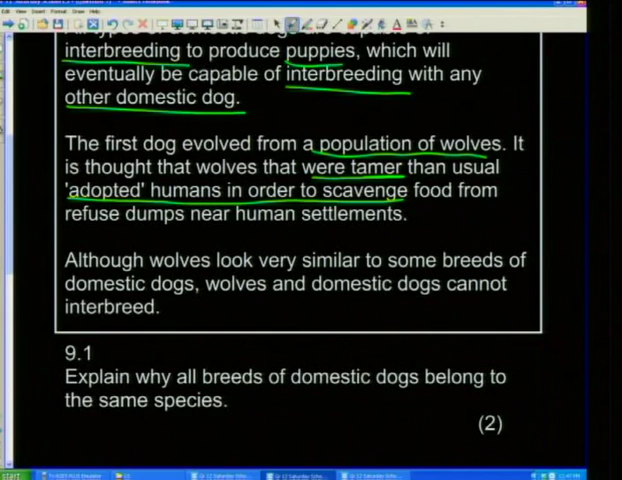 interbreeding to produce puppies, which will
eventually be capable of interbreeding with any
other domestic dog.
The first dog evolved from a population of wolves. It
is thought that wolves that were tamer than usual
'adopted' humans in order to scavenge food from
refuse dumps near human settlements.
Although wolves look very similar to some breeds of
domestic dogs, wolves and domestic dogs cannot
interbreed.
9.1
Explain why all breeds of domestic dogs belong to
the same species.
(2)
start